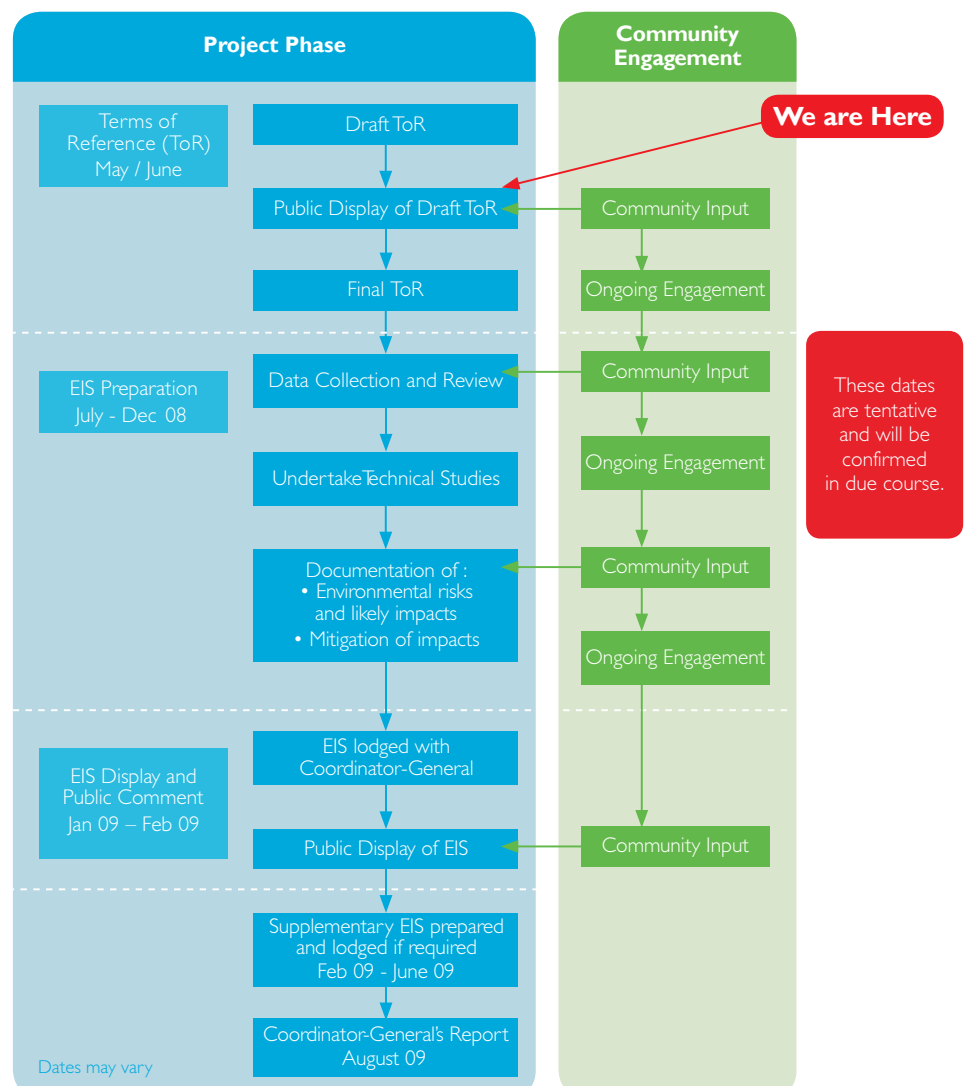 Project Phase
Community
Engagement
We are Here
Terms of
Reference (ToR)
May / June
Draft ToR
Public Display of Draft ToR
Community Input
Final ToR
Ongoing Engagement
EIS Preparation
July - Dec 08
Data Collection and Review
Community Input
These dates
are tentative
and will be
confirmed
in due course.
Undertake Technical Studies
Ongoing Engagement
Documentation of :
• Environmental risks
and likely impacts
• Mitigation of impacts
Community Input
Ongoing Engagement
EIS Display and
Public Comment
Jan 09 – Feb 09
EIS lodged with
Coordinator-General
Public Display of EIS
Community Input
Supplementary EIS prepared
and lodged if required
Feb 09 - June 09
Coordinator-General's Report
August 09
Dates may vary